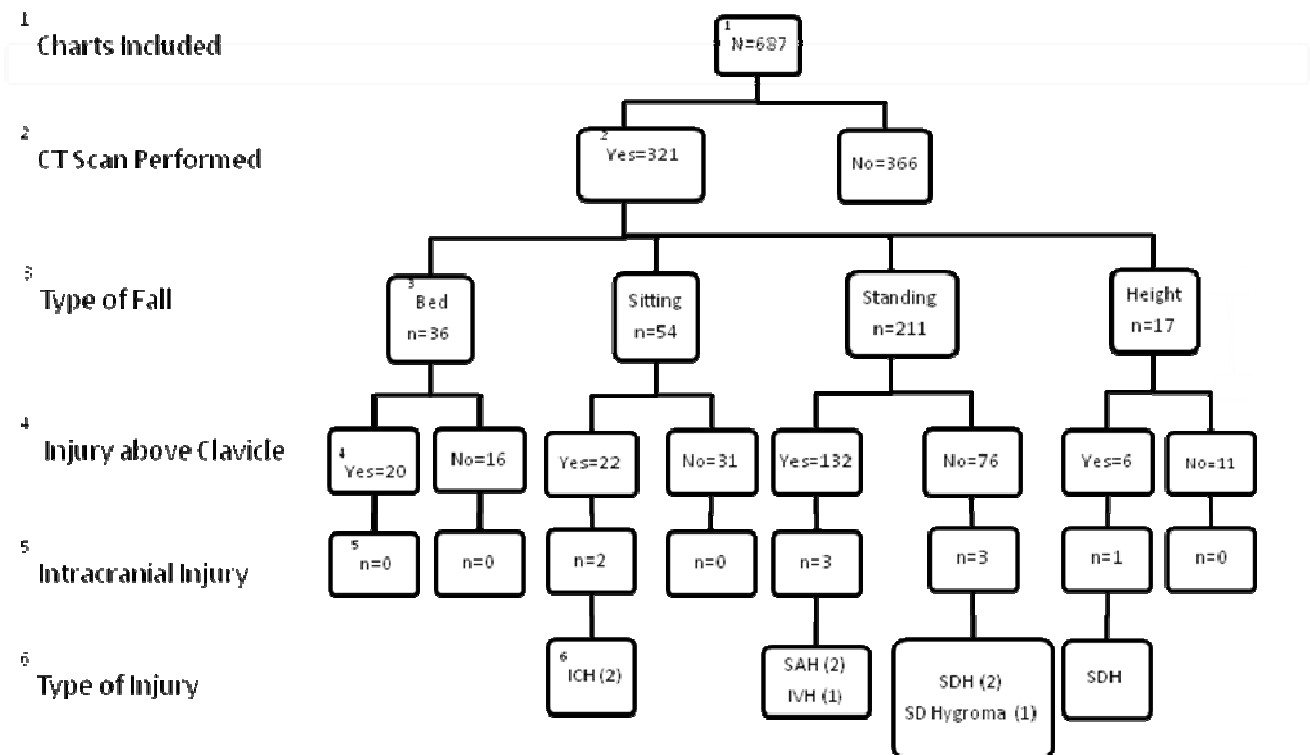 1
Charts Included
1
N=687
2
CT Scan Performed
2
Yes=321
No=366
3
Type of Fall
3
Bed
n=36
Sitting
n=54
Standing
n=211
Height
n=17
4
Injury above Clavicle
4
Yes=20
No=16
Yes=22
No=31
Yes=132
No=76
Yes=6
No=11
5
Intracranial Injury
5
n=0
n=0
n=2
n=0
n=3
n=3
n=1
n=0
6
Type of Injury
6
ICH (2)
SAH (2)
IVH (1)
SDH (2)
SD Hygroma (1)
SDH